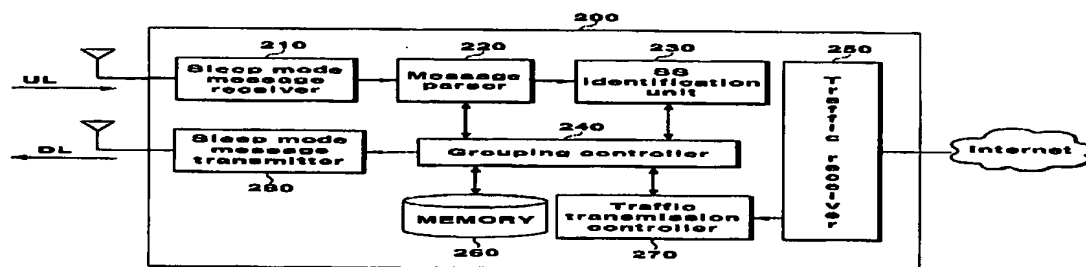 200
210
220
230
250
UL
Sleep mode
message
receiver
Message
parser
SS
identification
unit
Traffic receiver
240
DL
Sleep mode
message
transmitter
Grouping controller
Internet
280
MEMORY
260
Traffic
transmission
controller
270